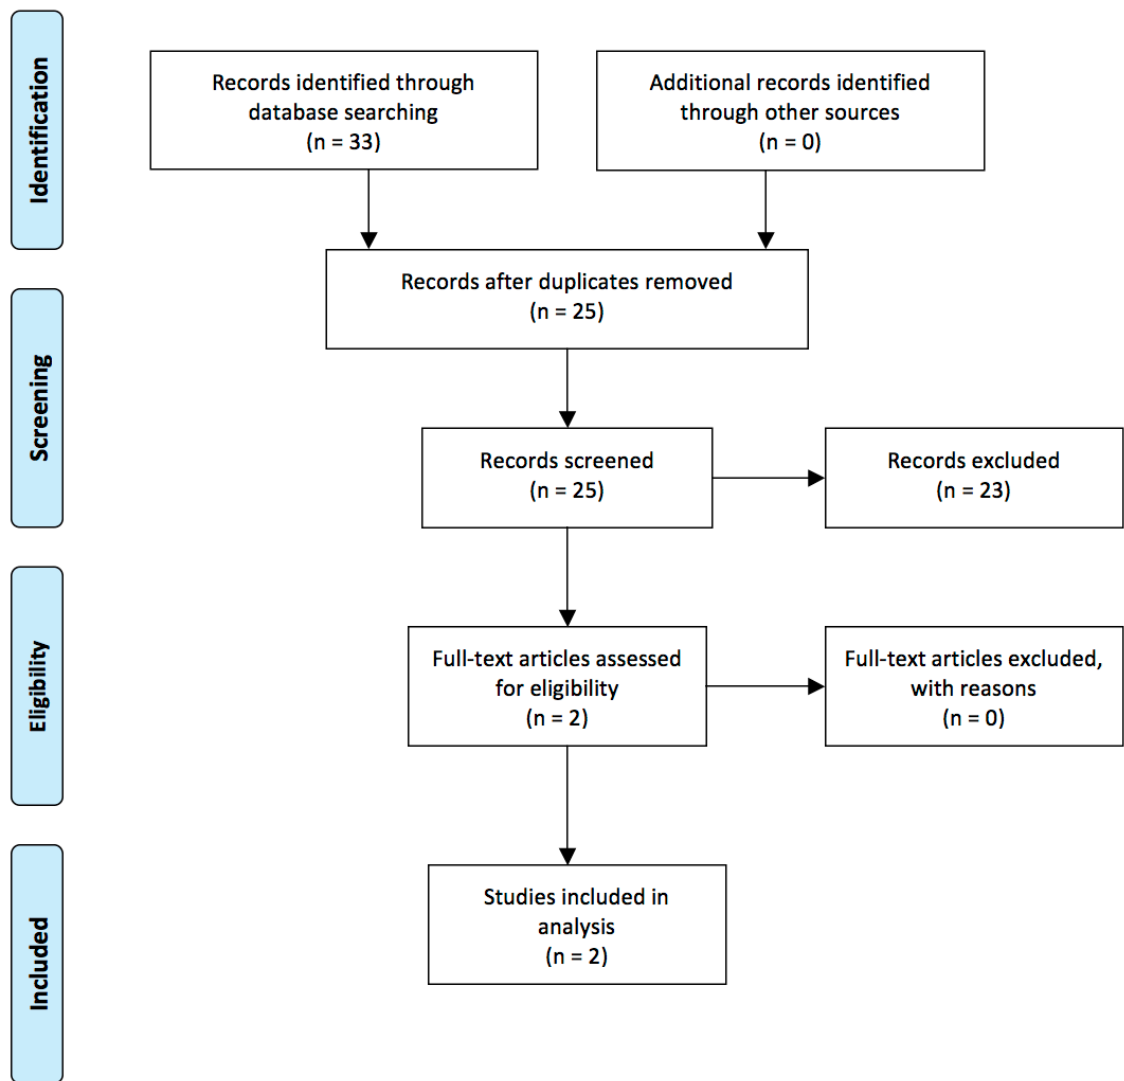 Identification
Records identified through
database searching
(n = 33)
Additional records identified
through other sources
(n = 0)
Records after duplicates removed
(n = 25)
Screening
Records screened
(n = 25)
Records excluded
(n = 23)
Eligibility
Full-text articles assessed
for eligibility
(n = 2)
Full-text articles excluded,
with reasons
(n = 0)
Included
Studies included in
analysis
(n = 2)